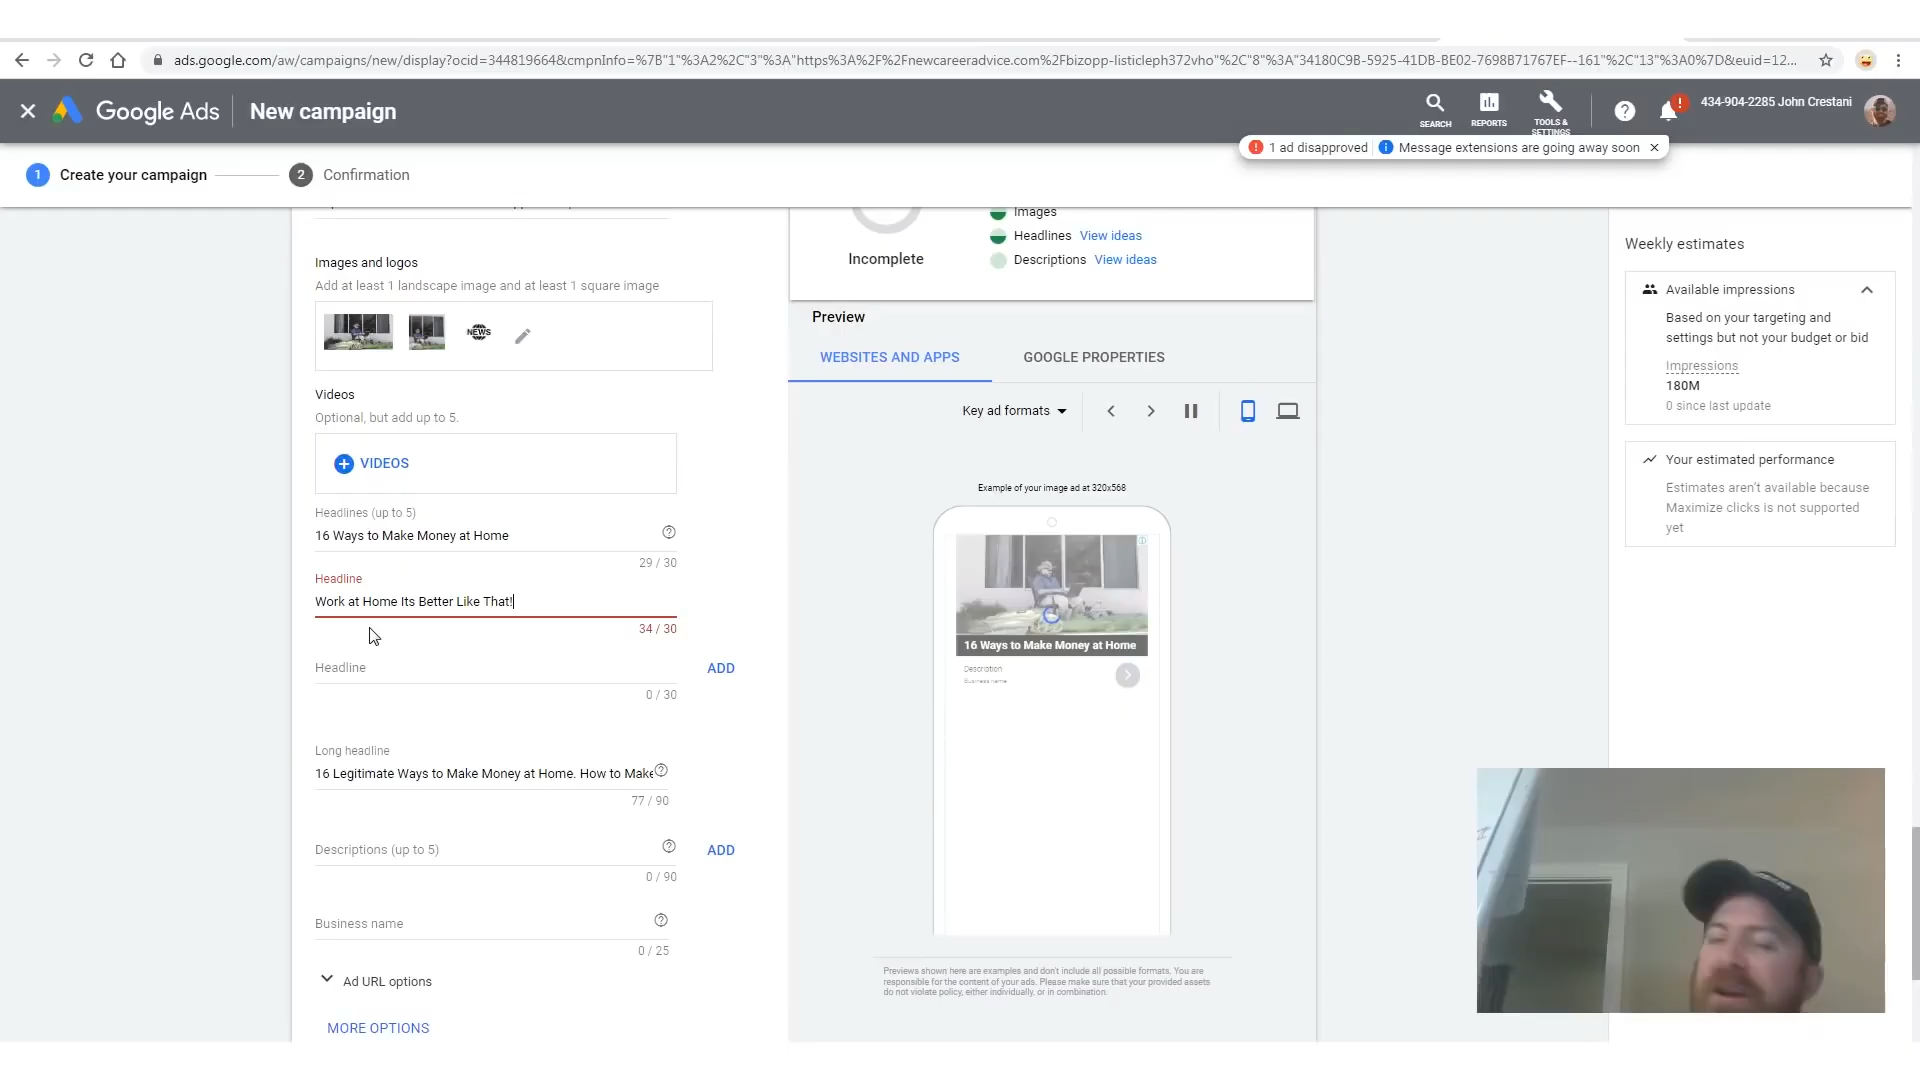 ads.google.com/aw/campaigns/new/display?ocid=344819664&cmpnInfo=%7B"1"%3A2%2C"3"%3A"https%3A%2F%2Fnewcareeradvice.com%2Fbizopp-listicleph372vho"%2C"8"%3A"34180C9B-5925-41DB-BE02-7698B71767EF--161"%2C"13"%3A0%7D&euid=12...
Google Ads
New campaign
SEARCH
REPORTS
TOOLS & SETTINGS
434-904-2285 John Crestani
1 ad disapproved
Message extensions are going away soon
1 Create your campaign
2 Confirmation
Images
Headlines View ideas
Descriptions View ideas
Incomplete
Images and logos
Add at least 1 landscape image and at least 1 square image
NEWS
Videos
Optional, but add up to 5.
VIDEOS
Headlines (up to 5)
16 Ways to Make Money at Home
29 / 30
Headline
Work at Home Its Better Like That!
34 / 30
Headline
ADD
0 / 30
Long headline
16 Legitimate Ways to Make Money at Home. How to Make
77 / 90
Descriptions (up to 5)
ADD
0 / 90
Business name
0 / 25
Ad URL options
MORE OPTIONS
Preview
WEBSITES AND APPS
GOOGLE PROPERTIES
Key ad formats
Example of your image ad at 320x568
16 Ways to Make Money at Home
Description
Business name
Previews shown here are examples and don't include all possible formats. You are
responsible for the content of your ads. Please make sure that your provided assets
do not violate policy, either individually, or in combination.
Weekly estimates
Available impressions
Based on your targeting and
settings but not your budget or bid
Impressions
180M
0 since last update
Your estimated performance
Estimates aren't available because
Maximize clicks is not supported
yet